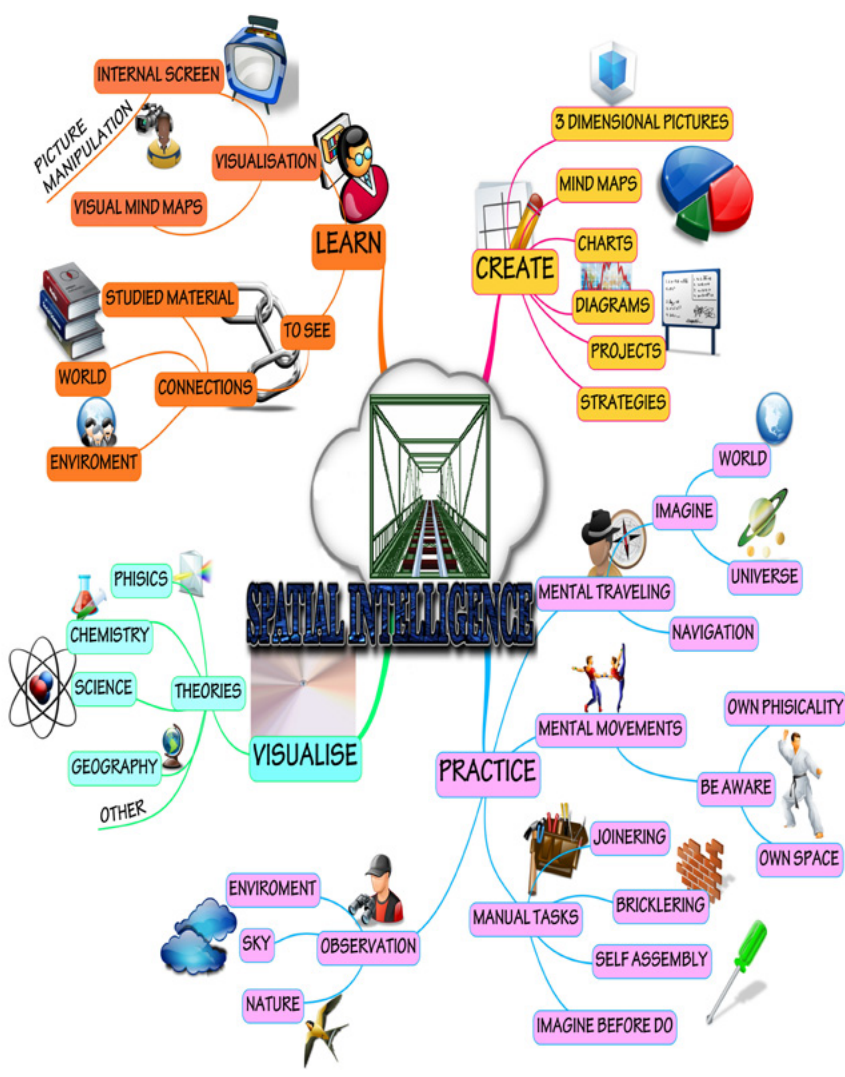 INTERNAL SCREEN
PICTURE
MANIPULATION
VISUALISATION
VISUAL MIND MAPS
LEARN
STUDIED MATERIAL
TO SEE
WORLD
CONNECTIONS
ENVIROMENT
3 DIMENSIONAL PICTURES
MIND MAPS
CREATE
CHARTS
DIAGRAMS
PROJECTS
STRATEGIES
SPATIAL INTELLIGENCE
WORLD
IMAGINE
UNIVERSE
MENTAL TRAVELING
NAVIGATION
MENTAL MOVEMENTS
OWN PHISICALITY
BE AWARE
OWN SPACE
PRACTICE
JOINERING
MANUAL TASKS
BRICKLERING
SELF ASSEMBLY
IMAGINE BEFORE DO
ENVIROMENT
SKY
OBSERVATION
NATURE
PHISICS
CHEMISTRY
SCIENCE
THEORIES
GEOGRAPHY
OTHER
VISUALISE